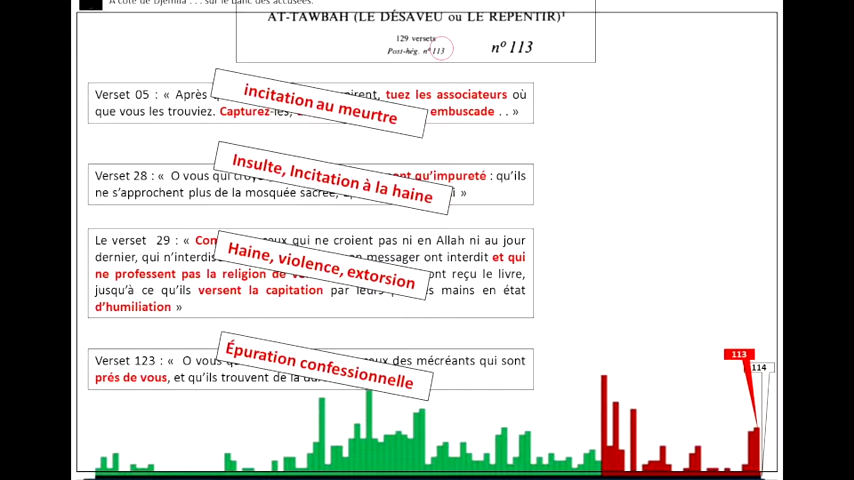 A côté de Djemila . . . sur le banc des accusées.
AT-TAWBAH (LE DÉSAVEU ou LE REPENTIR)¹
129 versets
Post-hég. n° 113
n° 113
Verset 05 : « Après incitation au meurtre irent, tuez les associateurs où
que vous les trouviez. Capturez-les, embuscade . . »
Insulte, Incitation à la haine
Verset 28 : « O vous qui qu'impureté : qu'ils
ne s'approchent plus de la mosquée sacrée, »
Le verset 29 : « qui ne croient pas ni en Allah ni au jour
dernier, qui messager ont interdit et qui
Haine, violence, extorsion
ne professent pas la religion de ont reçu le livre,
jusqu'à ce qu'ils versent la capitation par mains en état
d'humiliation »
Verset 123 : « O vous des mécréants qui sont
Épuration confessionnelle
prés de vous, et qu'ils trouvent de la
113
114